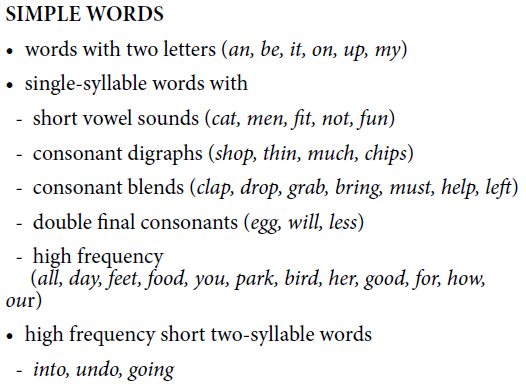 SIMPLE WORDS
• words with two letters (an, be, it, on, up, my)
• single-syllable words with
- short vowel sounds (cat, men, fit, not, fun)
- consonant digraphs (shop, thin, much, chips)
- consonant blends (clap, drop, grab, bring, must, help, left)
- double final consonants (egg, will, less)
- high frequency
(all, day, feet, food, you, park, bird, her, good, for, how,
our)
• high frequency short two-syllable words
- into, undo, going